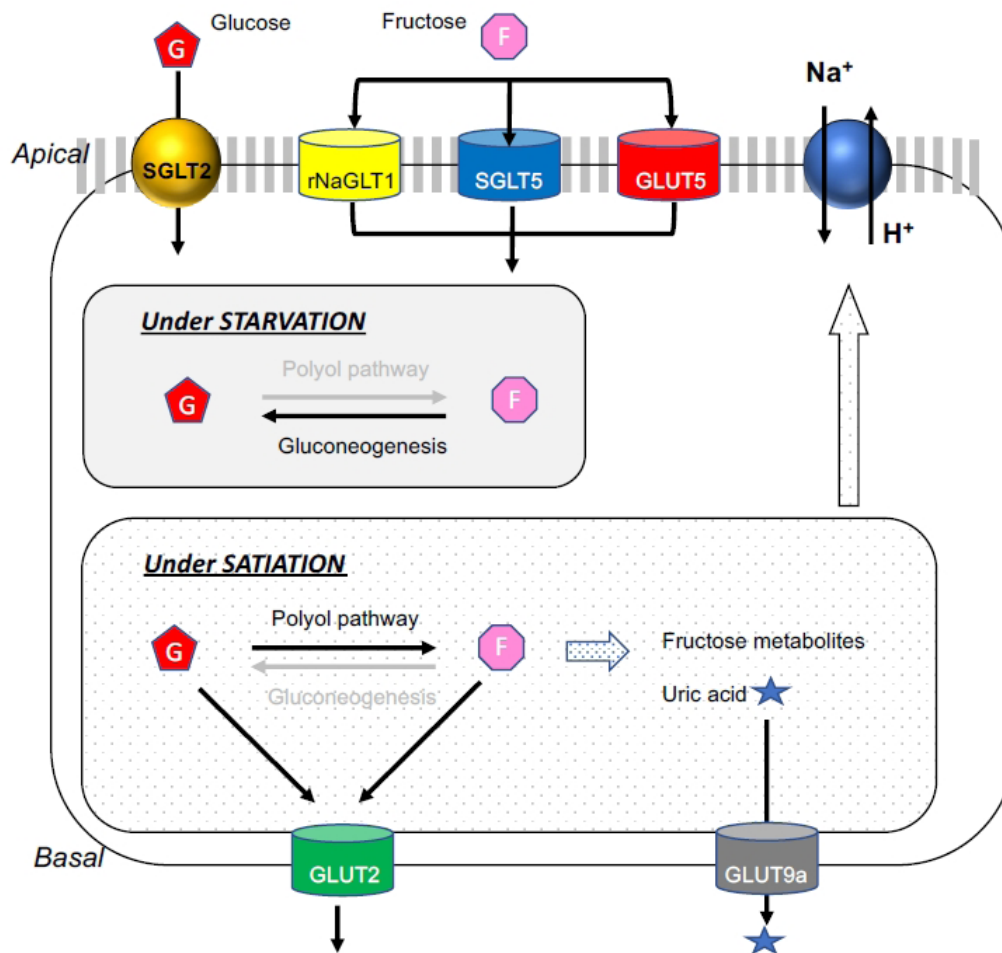 Glucose
Fructose
G
F
Na⁺
Apical
SGLT2
rNaGLT1
SGLT5
GLUT5
H⁺
Under STARVATION
Polyol pathway
G
F
Gluconeogenesis
Under SATIATION
Polyol pathway
G
F
Fructose metabolites
Gluconeogenesis
Uric acid
Basal
GLUT2
GLUT9a